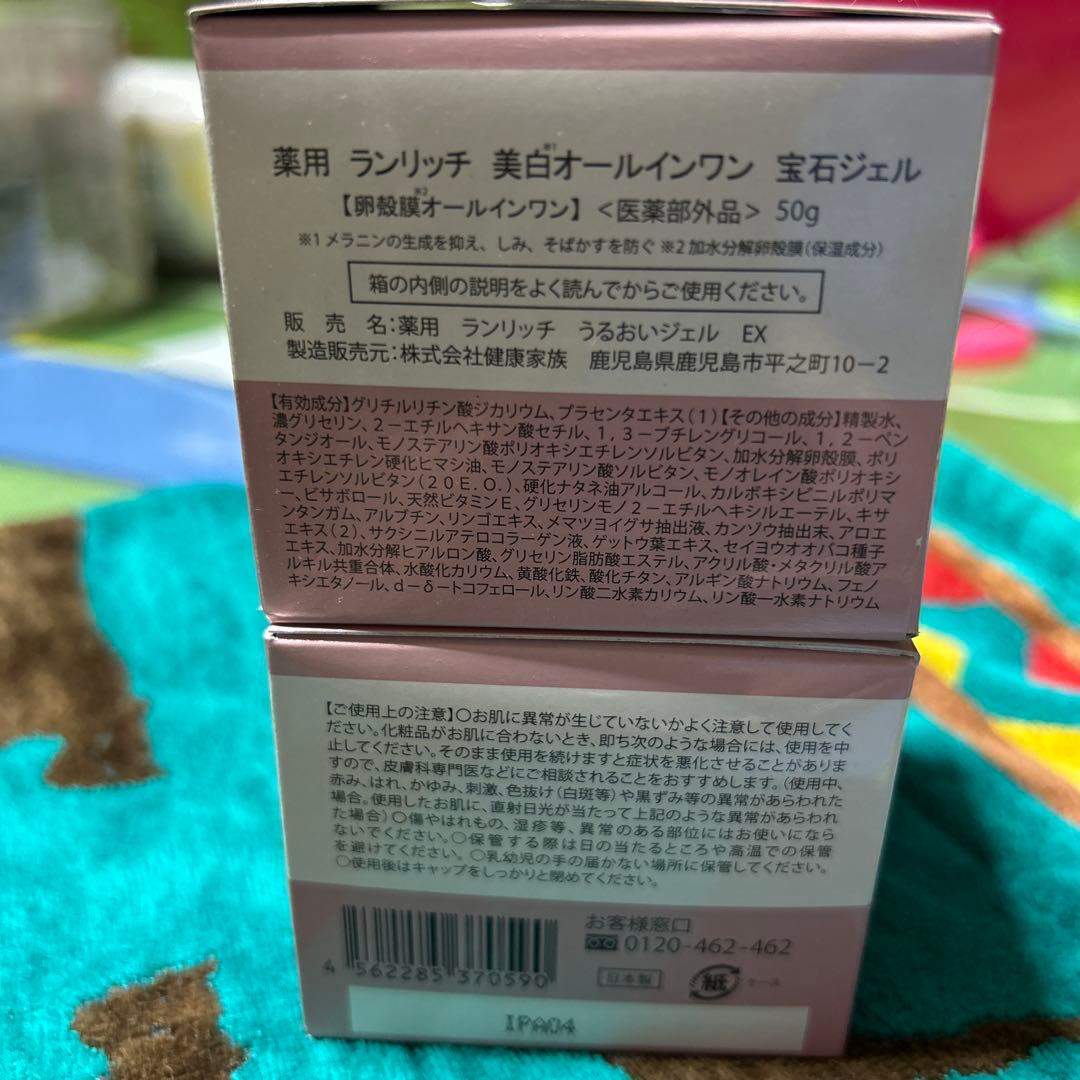 薬用 ランリッチ 美白※1オールインワン 宝石ジェル
【卵殻膜※2オールインワン】<医薬部外品> 50g
※1 メラニンの生成を抑え、しみ、そばかすを防ぐ ※2 加水分解卵殻膜(保湿成分)
箱の内側の説明をよく読んでからご使用ください。
販 売 名:薬用 ランリッチ うるおいジェル EX
製造販売元:株式会社健康家族 鹿児島県鹿児島市平之町10-2
【有効成分】グリチルリチン酸ジカリウム、プラセンタエキス(1)【その他の成分】精製水、
濃グリセリン、2-エチルヘキサン酸セチル、1,3-ブチレングリコール、1,2-ペン
タンジオール、モノステアリン酸ポリオキシエチレンソルビタン、加水分解卵殻膜、ポリ
オキシエチレン硬化ヒマシ油、モノステアリン酸ソルビタン、モノオレイン酸ポリオキシ
エチレンソルビタン(20E.O.)、硬化ナタネ油アルコール、カルボキシビニルポリマ
ー、ビサボロール、天然ビタミンE、グリセリンモノ2-エチルヘキシルエーテル、キサ
ンタンガム、アルブチン、リンゴエキス、メマツヨイグサ抽出液、カンゾウ抽出末、アロエ
エキス(2)、サクシニルアテロコラーゲン液、ゲットウ葉エキス、セイヨウオオバコ種子
エキス、加水分解ヒアルロン酸、グリセリン脂肪酸エステル、アクリル酸・メタクリル酸ア
ルキル共重合体、水酸化カリウム、黄酸化鉄、酸化チタン、アルギン酸ナトリウム、フェノ
キシエタノール、d-δ-トコフェロール、リン酸二水素カリウム、リン酸一水素ナトリウム
【ご使用上の注意】○お肌に異常が生じていないかよく注意して使用してく
ださい。化粧品がお肌に合わないとき、即ち次のような場合には、使用を中
止してください。そのまま使用を続けますと症状を悪化させることがありま
すので、皮膚科専門医などにご相談されることをおすすめします。(使用中、
赤み、はれ、かゆみ、刺激、色抜け(白斑等)や黒ずみ等の異常があらわれた
場合。使用したお肌に、直射日光が当たって上記のような異常があらわれ
た場合)○傷やはれもの、湿疹等、異常のある部位にはお使いになら
ないでください。○保管する際は日の当たるところや高温での保管
を避けてください。○乳幼児の手の届かない場所に保管してください。
○使用後はキャップをしっかりと閉めてください。
お客様窓口
0120-462-462
4 562285 370590
日本製
紙
ケース
IPA04